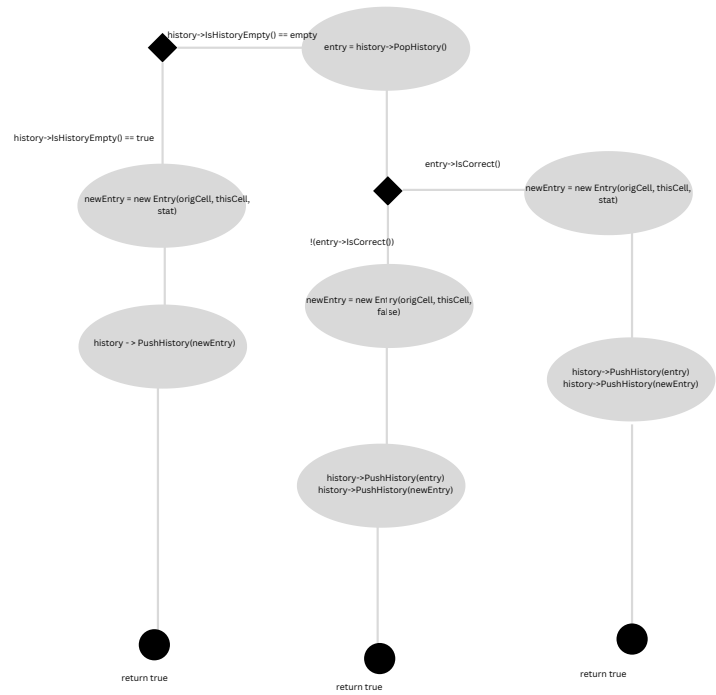 history->IsHistoryEmpty() == empty
entry = history->PopHistory()
history->IsHistoryEmpty() == true
entry->IsCorrect()
newEntry = new Entry(origCell, thisCell,
stat)
newEntry = new Entry(origCell, thisCell,
stat)
!(entry->IsCorrect())
newEntry = new Entry(origCell, thisCell,
false)
history - > PushHistory(newEntry)
history->PushHistory(entry)
history->PushHistory(newEntry)
history->PushHistory(entry)
history->PushHistory(newEntry)
return true
return true
return true